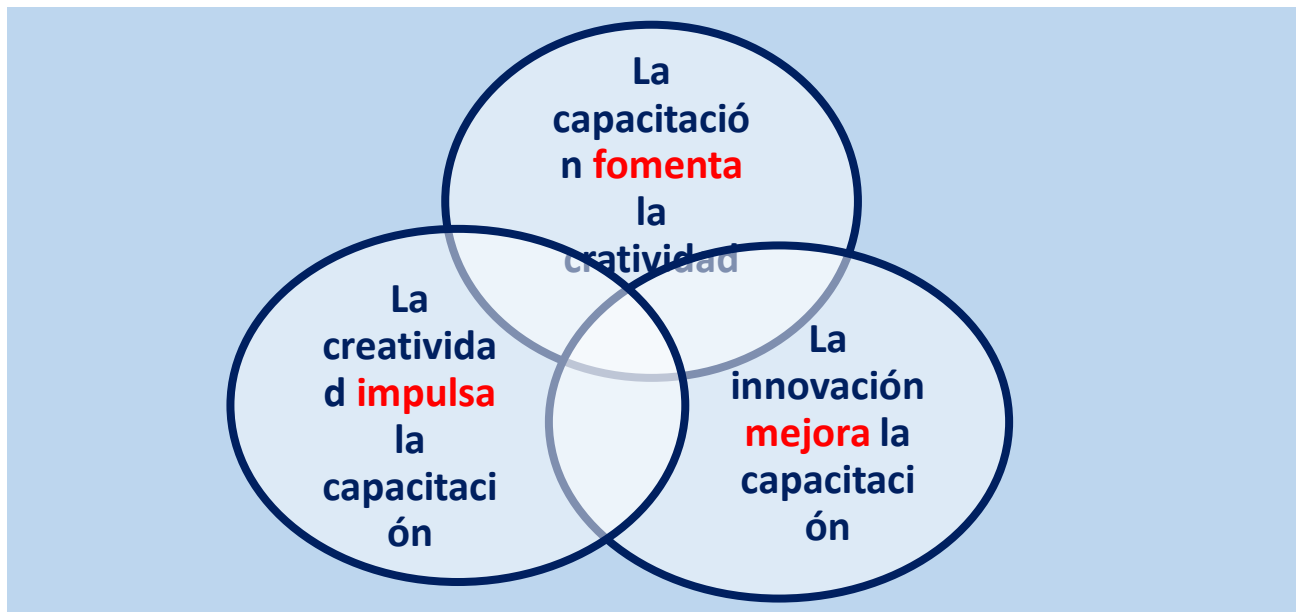 La
capacitació
n fomenta
la
cratividad
La
creativida
d impulsa
la
capacitaci
ón
La
innovación
mejora la
capacitaci
ón